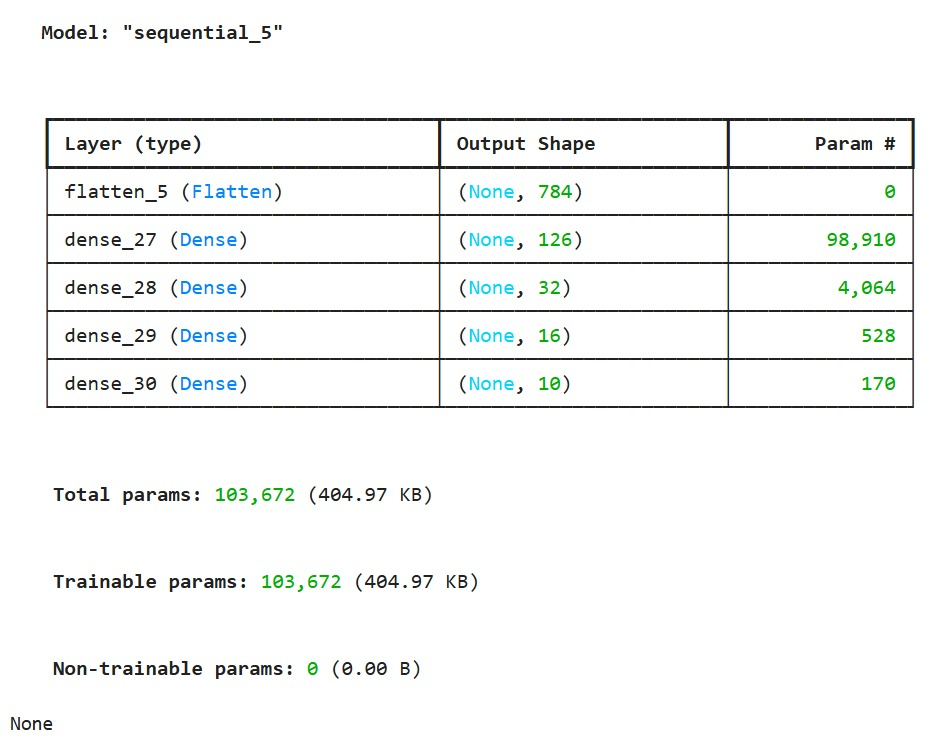 Model: "sequential_5"
Layer (type) Output Shape Param #
flatten_5 (Flatten) (None, 784) 0
dense_27 (Dense) (None, 126) 98,910
dense_28 (Dense) (None, 32) 4,064
dense_29 (Dense) (None, 16) 528
dense_30 (Dense) (None, 10) 170
Total params: 103,672 (404.97 KB)
Trainable params: 103,672 (404.97 KB)
Non-trainable params: 0 (0.00 B)
None